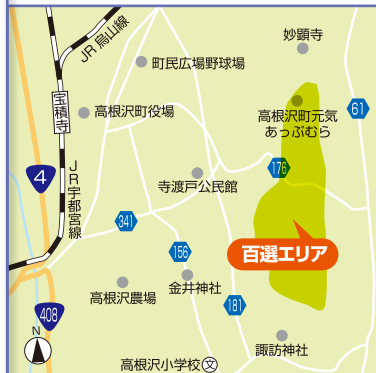 JR烏山線
妙顕寺
町民広場野球場
宝積寺
高根沢町役場
高根沢町元気
あっぷむら
61
4
JR宇都宮線
176
寺渡戸公民館
341
156
百選エリア
高根沢農場
金井神社
181
408
N
諏訪神社
高根沢小学校
文